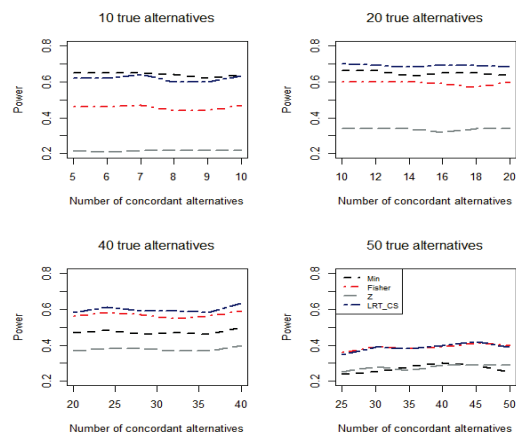 10 true alternatives
Power
0.2
0.4
0.6
0.8
5 6 7 8 9 10
Number of concordant alternatives
20 true alternatives
Power
0.2
0.4
0.6
0.8
10 12 14 16 18 20
Number of concordant alternatives
40 true alternatives
Power
0.2
0.4
0.6
0.8
20 25 28 35 40
Number of concordant alternatives
50 true alternatives
Power
0.2
0.4
0.6
0.8
Min
Fisher
Z
LRT_CS
25 30 35 40 45 50
Number of concordant alternatives